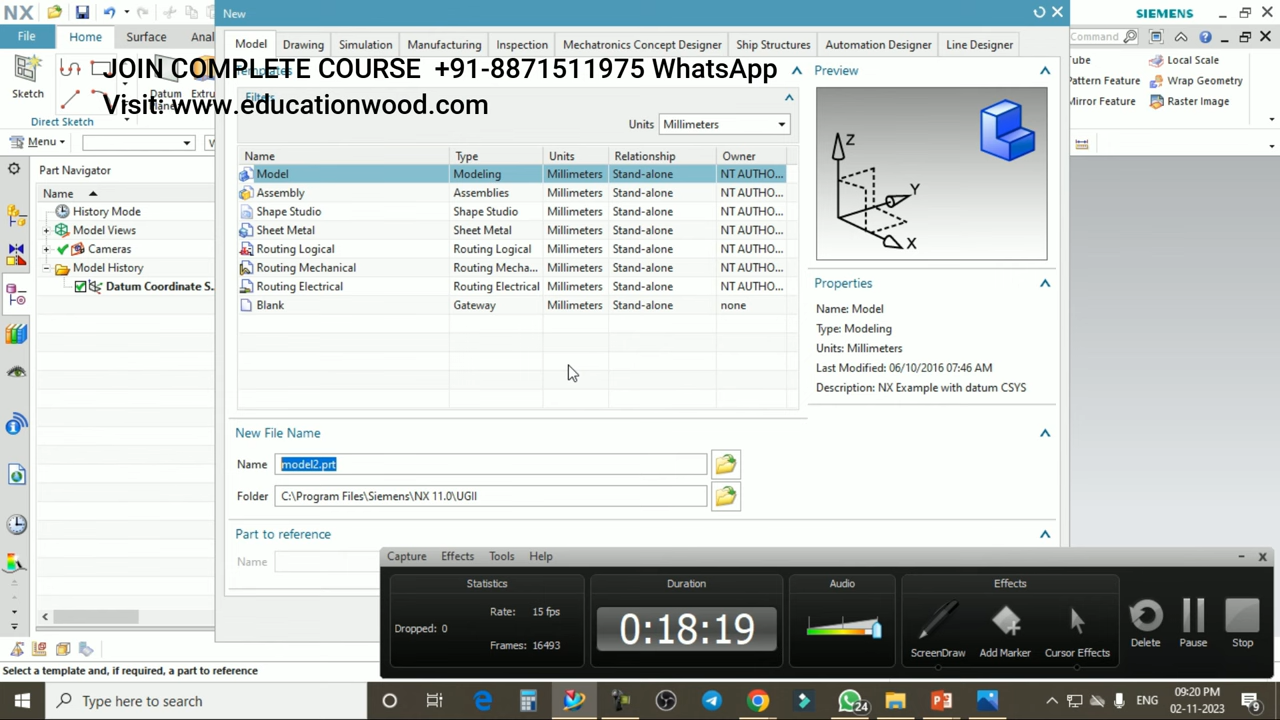 NX
New
SIEMENS
File
Home
Surface
Anal
Model
Drawing
Simulation
Manufacturing
Inspection
Mechatronics Concept Designer
Ship Structures
Automation Designer
Line Designer
Command
JOIN COMPLETE COURSE +91-8871511975 WhatsApp
Visit: www.educationwood.com
Sketch
Datum
Extru
Direct Sketch
Templates
Filters
Units
Millimeters
Preview
Z
Y
X
Tube
Local Scale
Pattern Feature
Wrap Geometry
Mirror Feature
Raster Image
Menu
Part Navigator
Name
History Mode
Model Views
Cameras
Model History
Datum Coordinate S...
Name Type Units Relationship Owner
Model Modeling Millimeters Stand-alone NT AUTHO...
Assembly Assemblies Millimeters Stand-alone NT AUTHO...
Shape Studio Shape Studio Millimeters Stand-alone NT AUTHO...
Sheet Metal Sheet Metal Millimeters Stand-alone NT AUTHO...
Routing Logical Routing Logical Millimeters Stand-alone NT AUTHO...
Routing Mechanical Routing Mecha... Millimeters Stand-alone NT AUTHO...
Routing Electrical Routing Electrical Millimeters Stand-alone NT AUTHO...
Blank Gateway Millimeters Stand-alone none
Properties
Name: Model
Type: Modeling
Units: Millimeters
Last Modified: 06/10/2016 07:46 AM
Description: NX Example with datum CSYS
New File Name
Name model2.prt
Folder C:\Program Files\Siemens\NX 11.0\UGII
Part to reference
Name
Capture Effects Tools Help
Statistics
Rate: 15 fps
Dropped: 0
Frames: 16493
Duration
0:18:19
Audio
Effects
ScreenDraw
Add Marker
Cursor Effects
Delete
Pause
Stop
Select a template and, if required, a part to reference
Type here to search
24
ENG
09:20 PM
02-11-2023
9